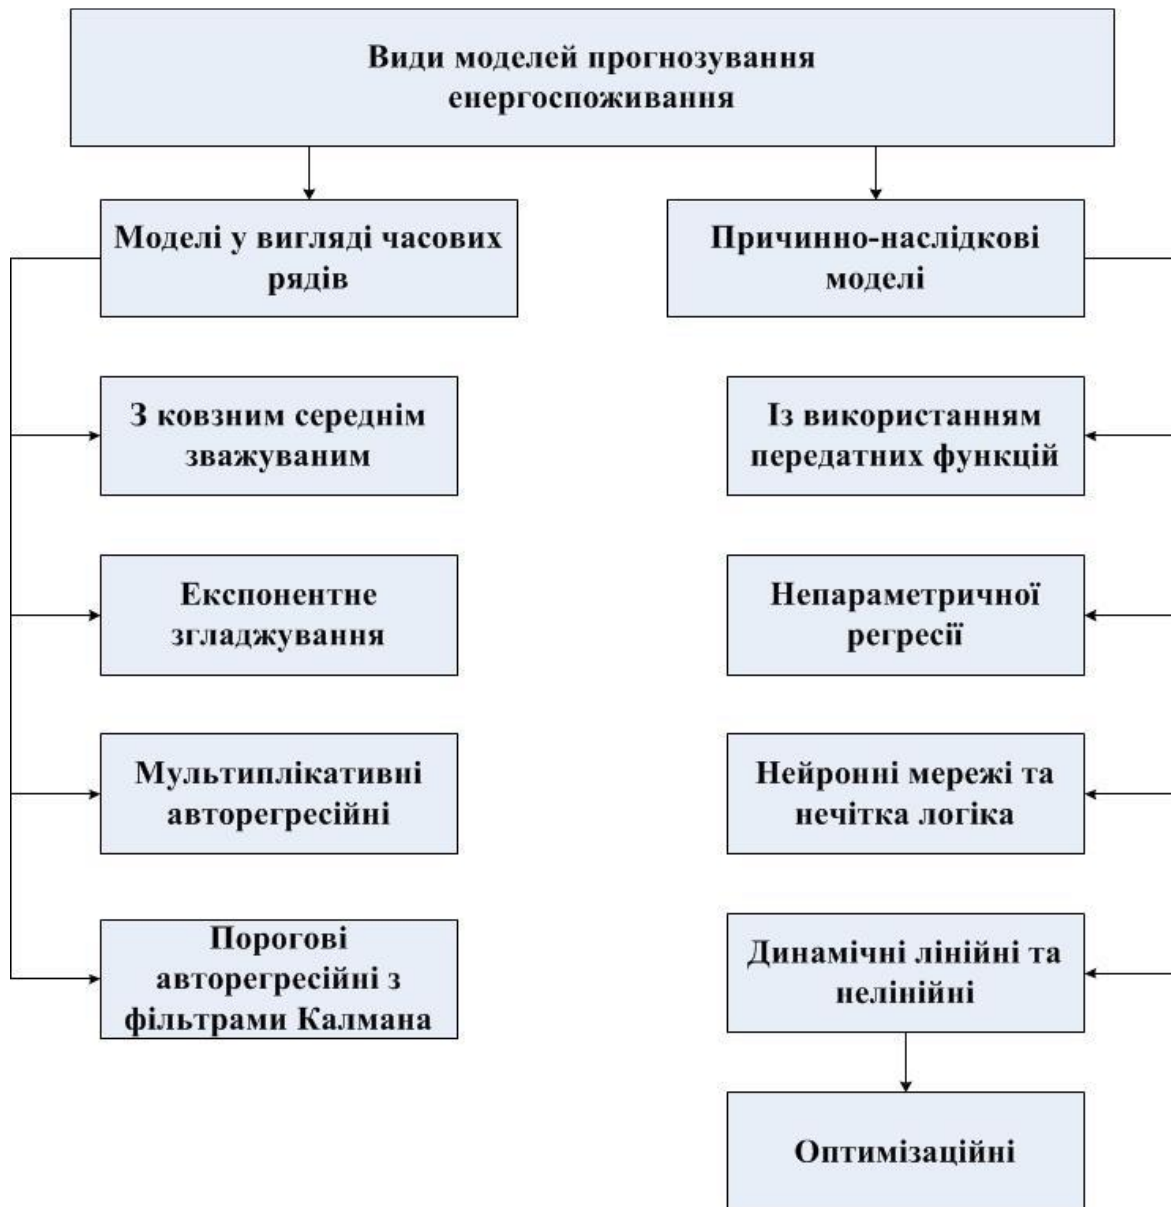 Види моделей прогнозування
енергоспоживання
Моделі у вигляді часових
рядів
Причинно-наслідкові
моделі
З ковзним середнім
зважуваним
Із використанням
передатних функцій
Експонентне
згладжування
Непараметричної
регресії
Мультиплікативні
авторегресійні
Нейронні мережі та
нечітка логіка
Порогові
авторегресійні з
фільтрами Калмана
Динамічні лінійні та
нелінійні
Оптимізаційні